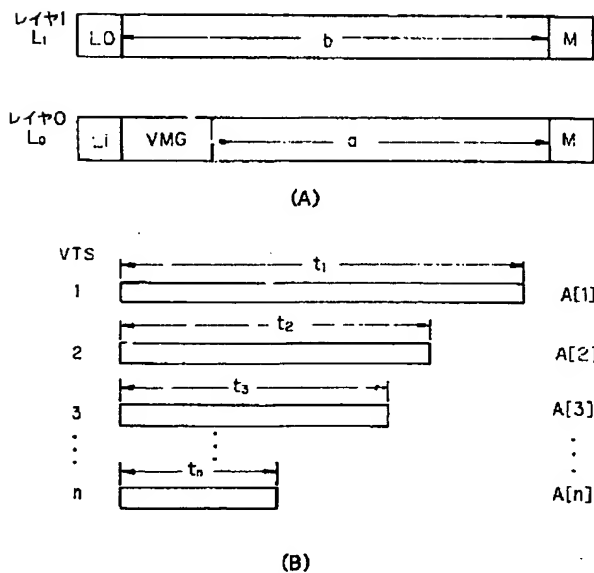 レイヤ1
L₁
LO
b
M
レイヤ0
L₀
Li
VMG
a
M
(A)
VTS
1
t₁
A[1]
2
t₂
A[2]
3
t₃
A[3]
n
tₙ
A[n]
(B)